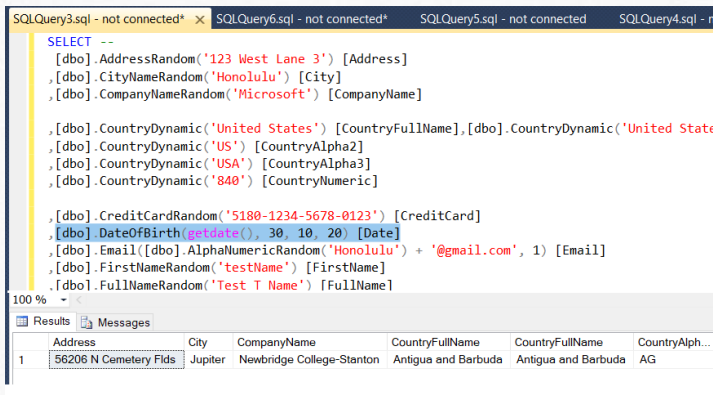 SQLQuery3.sql - not connected* × SQLQuery6.sql - not connected* SQLQuery5.sql - not connected SQLQuery4.sql - n
SELECT --
[dbo].AddressRandom('123 West Lane 3') [Address]
,[dbo].CityNameRandom('Honolulu') [City]
,[dbo].CompanyNameRandom('Microsoft') [CompanyName]
,[dbo].CountryDynamic('United States') [CountryFullName],[dbo].CountryDynamic('United State
,[dbo].CountryDynamic('US') [CountryAlpha2]
,[dbo].CountryDynamic('USA') [CountryAlpha3]
,[dbo].CountryDynamic('840') [CountryNumeric]
,[dbo].CreditCardRandom('5180-1234-5678-0123') [CreditCard]
,[dbo].DateOfBirth(getdate(), 30, 10, 20) [Date]
,[dbo].Email([dbo].AlphaNumericRandom('Honolulu') + '@gmail.com', 1) [Email]
,[dbo].FirstNameRandom('testName') [FirstName]
,[dbo].FullNameRandom('Test T Name') [FullName]
100 %
Results Messages
Address City CompanyName CountryFullName CountryFullName CountryAlph...
1 56206 N Cemetery Flds Jupiter Newbridge College-Stanton Antigua and Barbuda Antigua and Barbuda AG